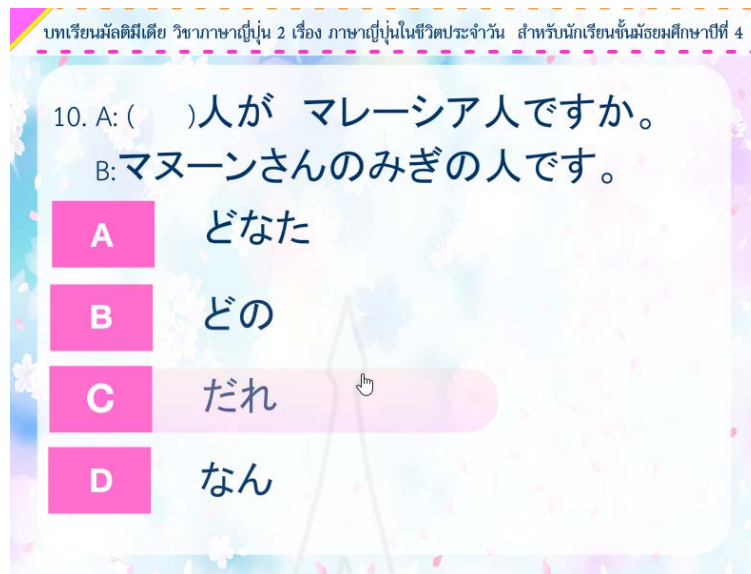 บทเรียนมัลติมีเดีย วิชาภาษาญี่ปุ่น 2 เรื่อง ภาษาญี่ปุ่นในชีวิตประจำวัน สำหรับนักเรียนชั้นมัธยมศึกษาปีที่ 4
10. A: (　　)人が マレーシア人ですか。
B:マヌーンさんのみぎの人です。
A どなた
B どの
C だれ
D なん